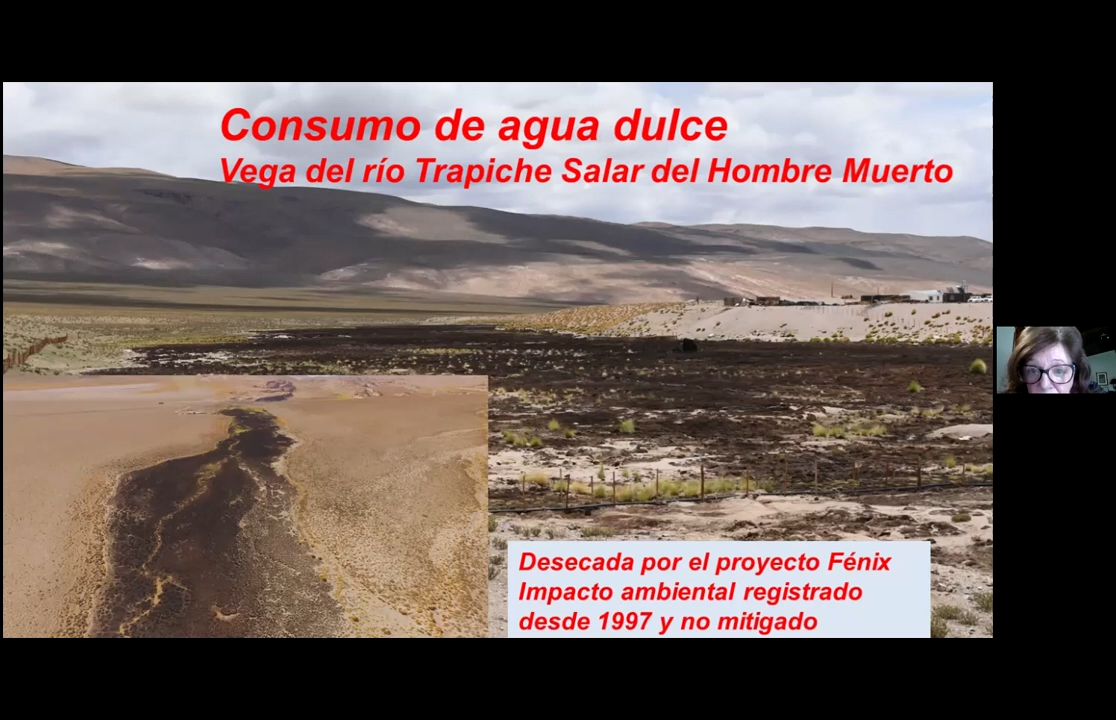 Consumo de agua dulce
Vega del río Trapiche Salar del Hombre Muerto
Desecada por el proyecto Fénix
Impacto ambiental registrado
desde 1997 y no mitigado